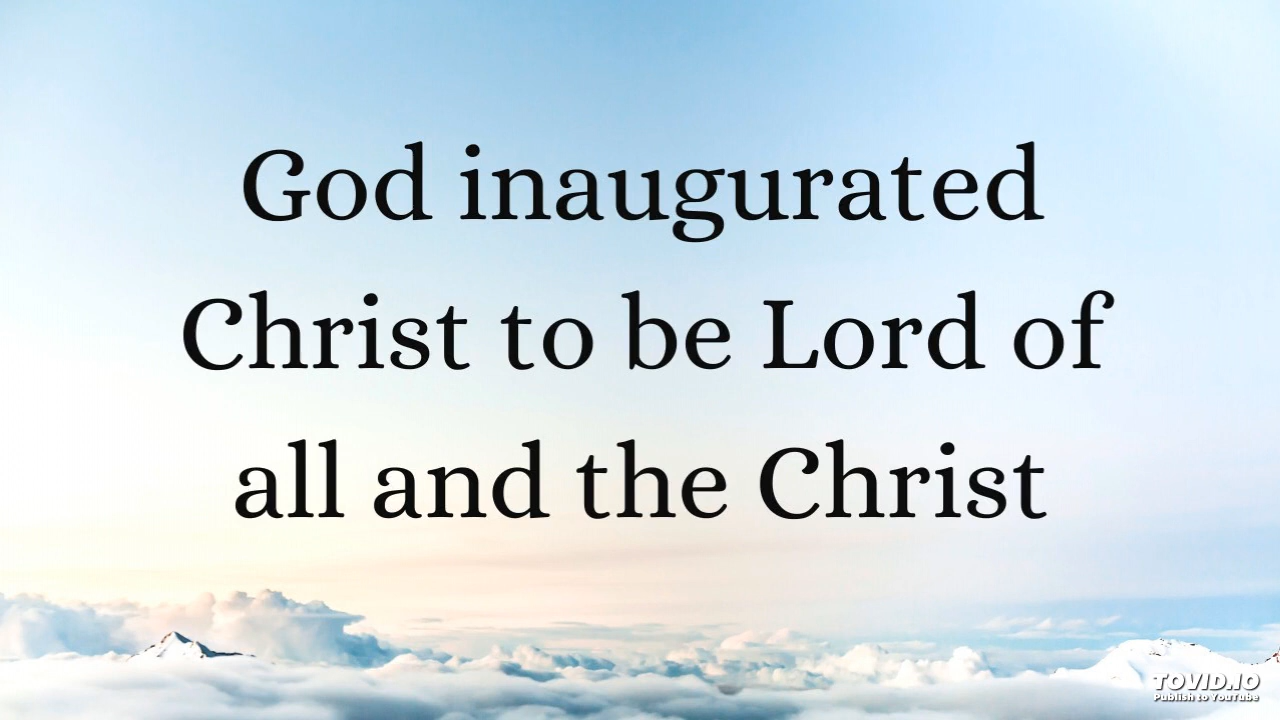 God inaugurated
Christ to be Lord of
all and the Christ
TOVID.IO
Publish to YouTube